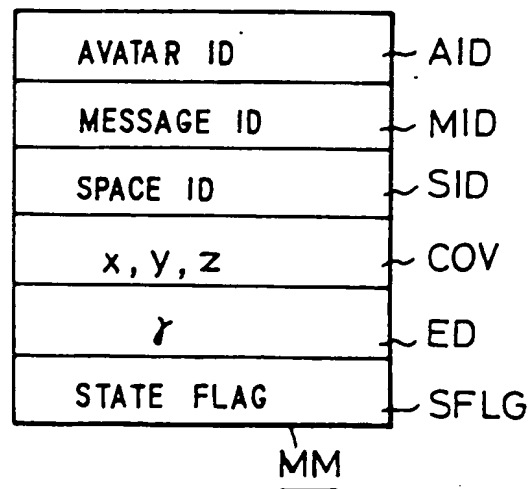 AVATAR ID AID
MESSAGE ID MID
SPACE ID SID
x, y, z COV
γ ED
STATE FLAG SFLG
MM